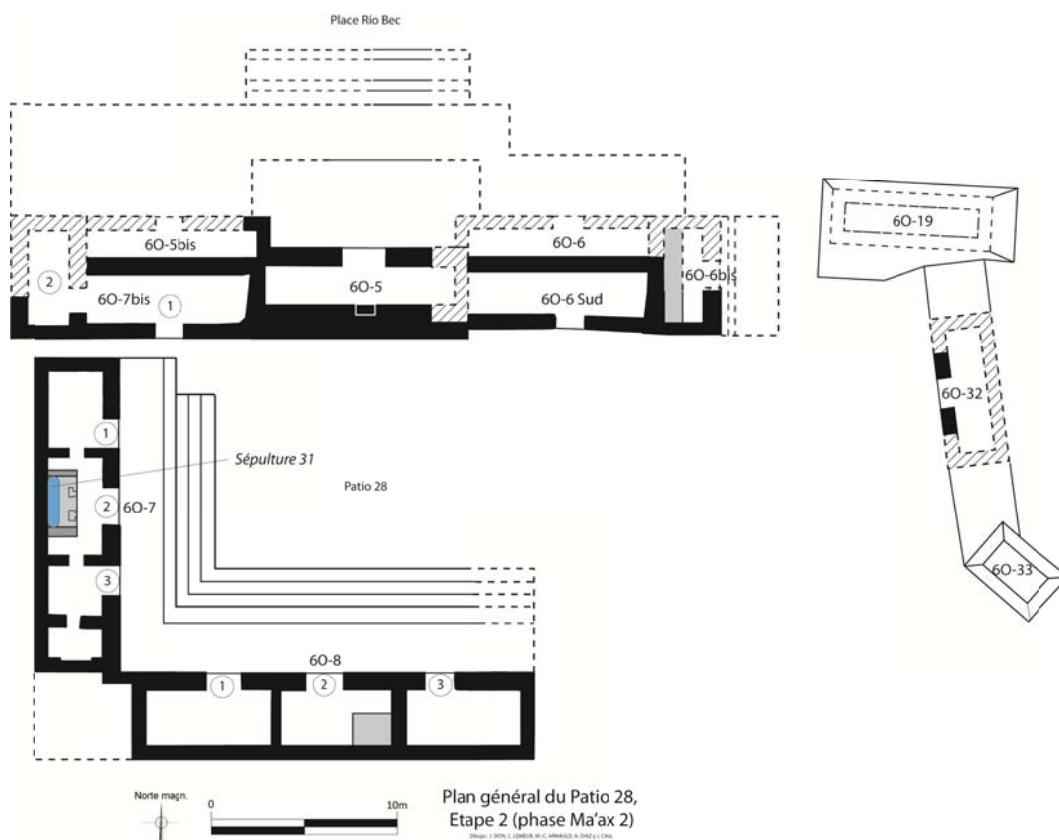 Place Río Bec
6O-19
6O-5bis
6O-6
2
6O-7bis
1
6O-5
6O-6 Sud
6O-6bis
6O-32
1
Sépulture 31
2
6O-7
Patio 28
3
6O-33
6O-8
1
2
3
Norte magn.
0
10m
Plan général du Patio 28,
Etape 2 (phase Ma'ax 2)